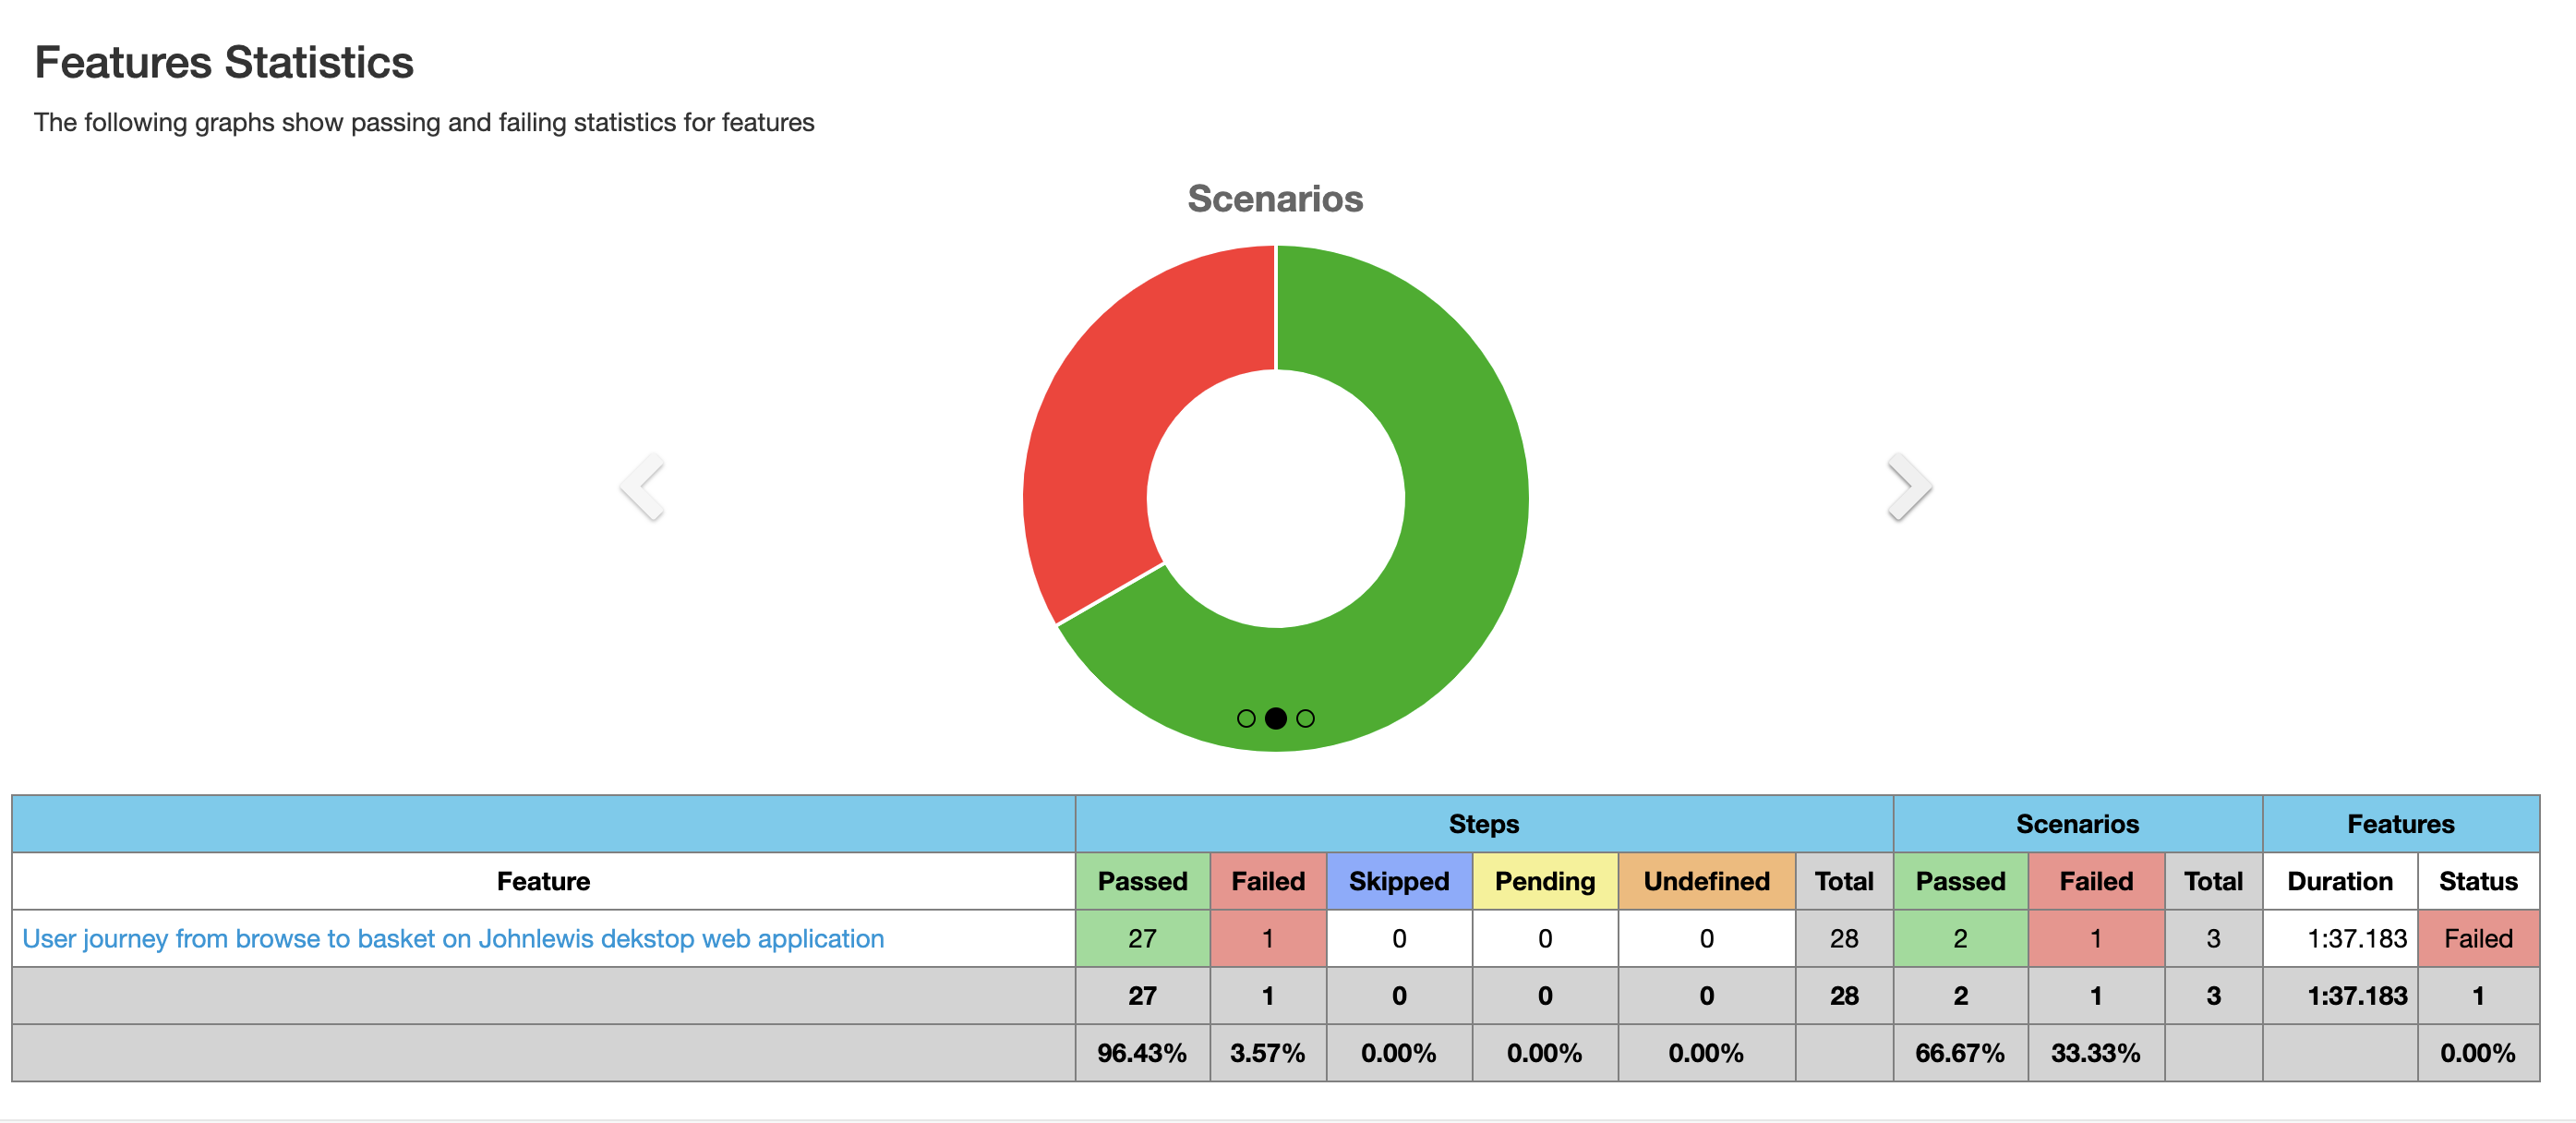 Features Statistics
The following graphs show passing and failing statistics for features
Scenarios
Steps Scenarios Features
Feature Passed Failed Skipped Pending Undefined Total Passed Failed Total Duration Status
User journey from browse to basket on Johnlewis dekstop web application 27 1 0 0 0 28 2 1 3 1:37.183 Failed
27 1 0 0 0 28 2 1 3 1:37.183 1
96.43% 3.57% 0.00% 0.00% 0.00% 66.67% 33.33% 0.00%